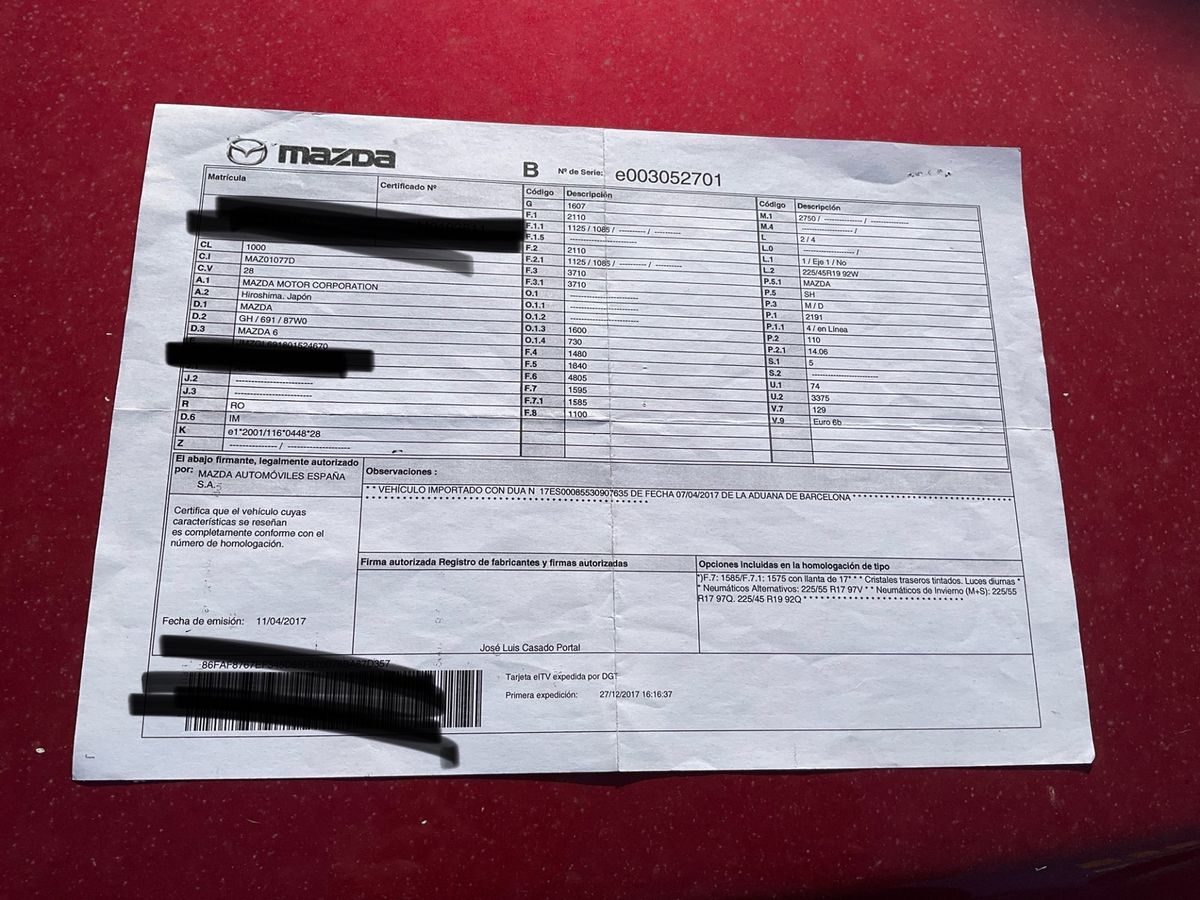 mazda
B Nº de Serie: e003052701
Matrícula
Certificado Nº
CL 1000
C.I MAZ01077D
C.V 28
A.1 MAZDA MOTOR CORPORATION
A.2 Hiroshima. Japón
D.1 MAZDA
D.2 GH / 691 / 87W0
D.3 MAZDA 6
J.2 ----------------------
J.3 ----------------------
R RO
D.6 IM
K e1*2001/116*0448*28
Z -------------- / ------------------
Código Descripción
G 1607
F.1 2110
F.1.1 1125 / 1085 / ---------- / ----------
F.1.5 -------------------------
F.2 2110
F.2.1 1125 / 1085 / ---------- / ----------
F.3 3710
F.3.1 3710
O.1 -------------------------
O.1.1 -------------------------
O.1.2 -------------------------
O.1.3 1600
O.1.4 730
F.4 1480
F.5 1840
F.6 4805
F.7 1595
F.7.1 1585
F.8 1100
Código Descripción
M.1 2750 / -------------- / --------------
M.4 -------------------- /
L 2 / 4
L.0 -------------------- /
L.1 1 / Eje 1 / No
L.2 225/45R19 92W
P.5.1 MAZDA
P.5 SH
P.3 M / D
P.1 2191
P.1.1 4 / en Línea
P.2 110
P.2.1 14.06
S.1 5
S.2 -------------------------
U.1 74
U.2 3375
V.7 129
V.9 Euro 6b
El abajo firmante, legalmente autorizado
por: MAZDA AUTOMÓVILES ESPAÑA
S.A.
Certifica que el vehículo cuyas
características se reseñan
es completamente conforme con el
número de homologación.
Fecha de emisión: 11/04/2017
Observaciones :
* * VEHÍCULO IMPORTADO CON DUA N 17ES00085530907635 DE FECHA 07/04/2017 DE LA ADUANA DE BARCELONA * * * * * * * * * * * * * * * * * * * * * * * * *
* * * * * * * * * * * * * * * * * * * * * * * * * * * * * * * * * * * * * * * * * * *
Firma autorizada Registro de fabricantes y firmas autorizadas
José Luis Casado Portal
Opciones incluidas en la homologación de tipo
*)F.7: 1585/F.7.1: 1575 con llanta de 17" * * Cristales traseros tintados. Luces diurnas *
* Neumáticos Alternativos: 225/55 R17 97V * * Neumáticos de Invierno (M+S): 225/55
R17 97Q. 225/45 R19 92Q * * * * * * * * * * * * * * * * * * * * * * * * * * * * *
Tarjeta eITV expedida por DGT
Primera expedición: 27/12/2017 16:16:37